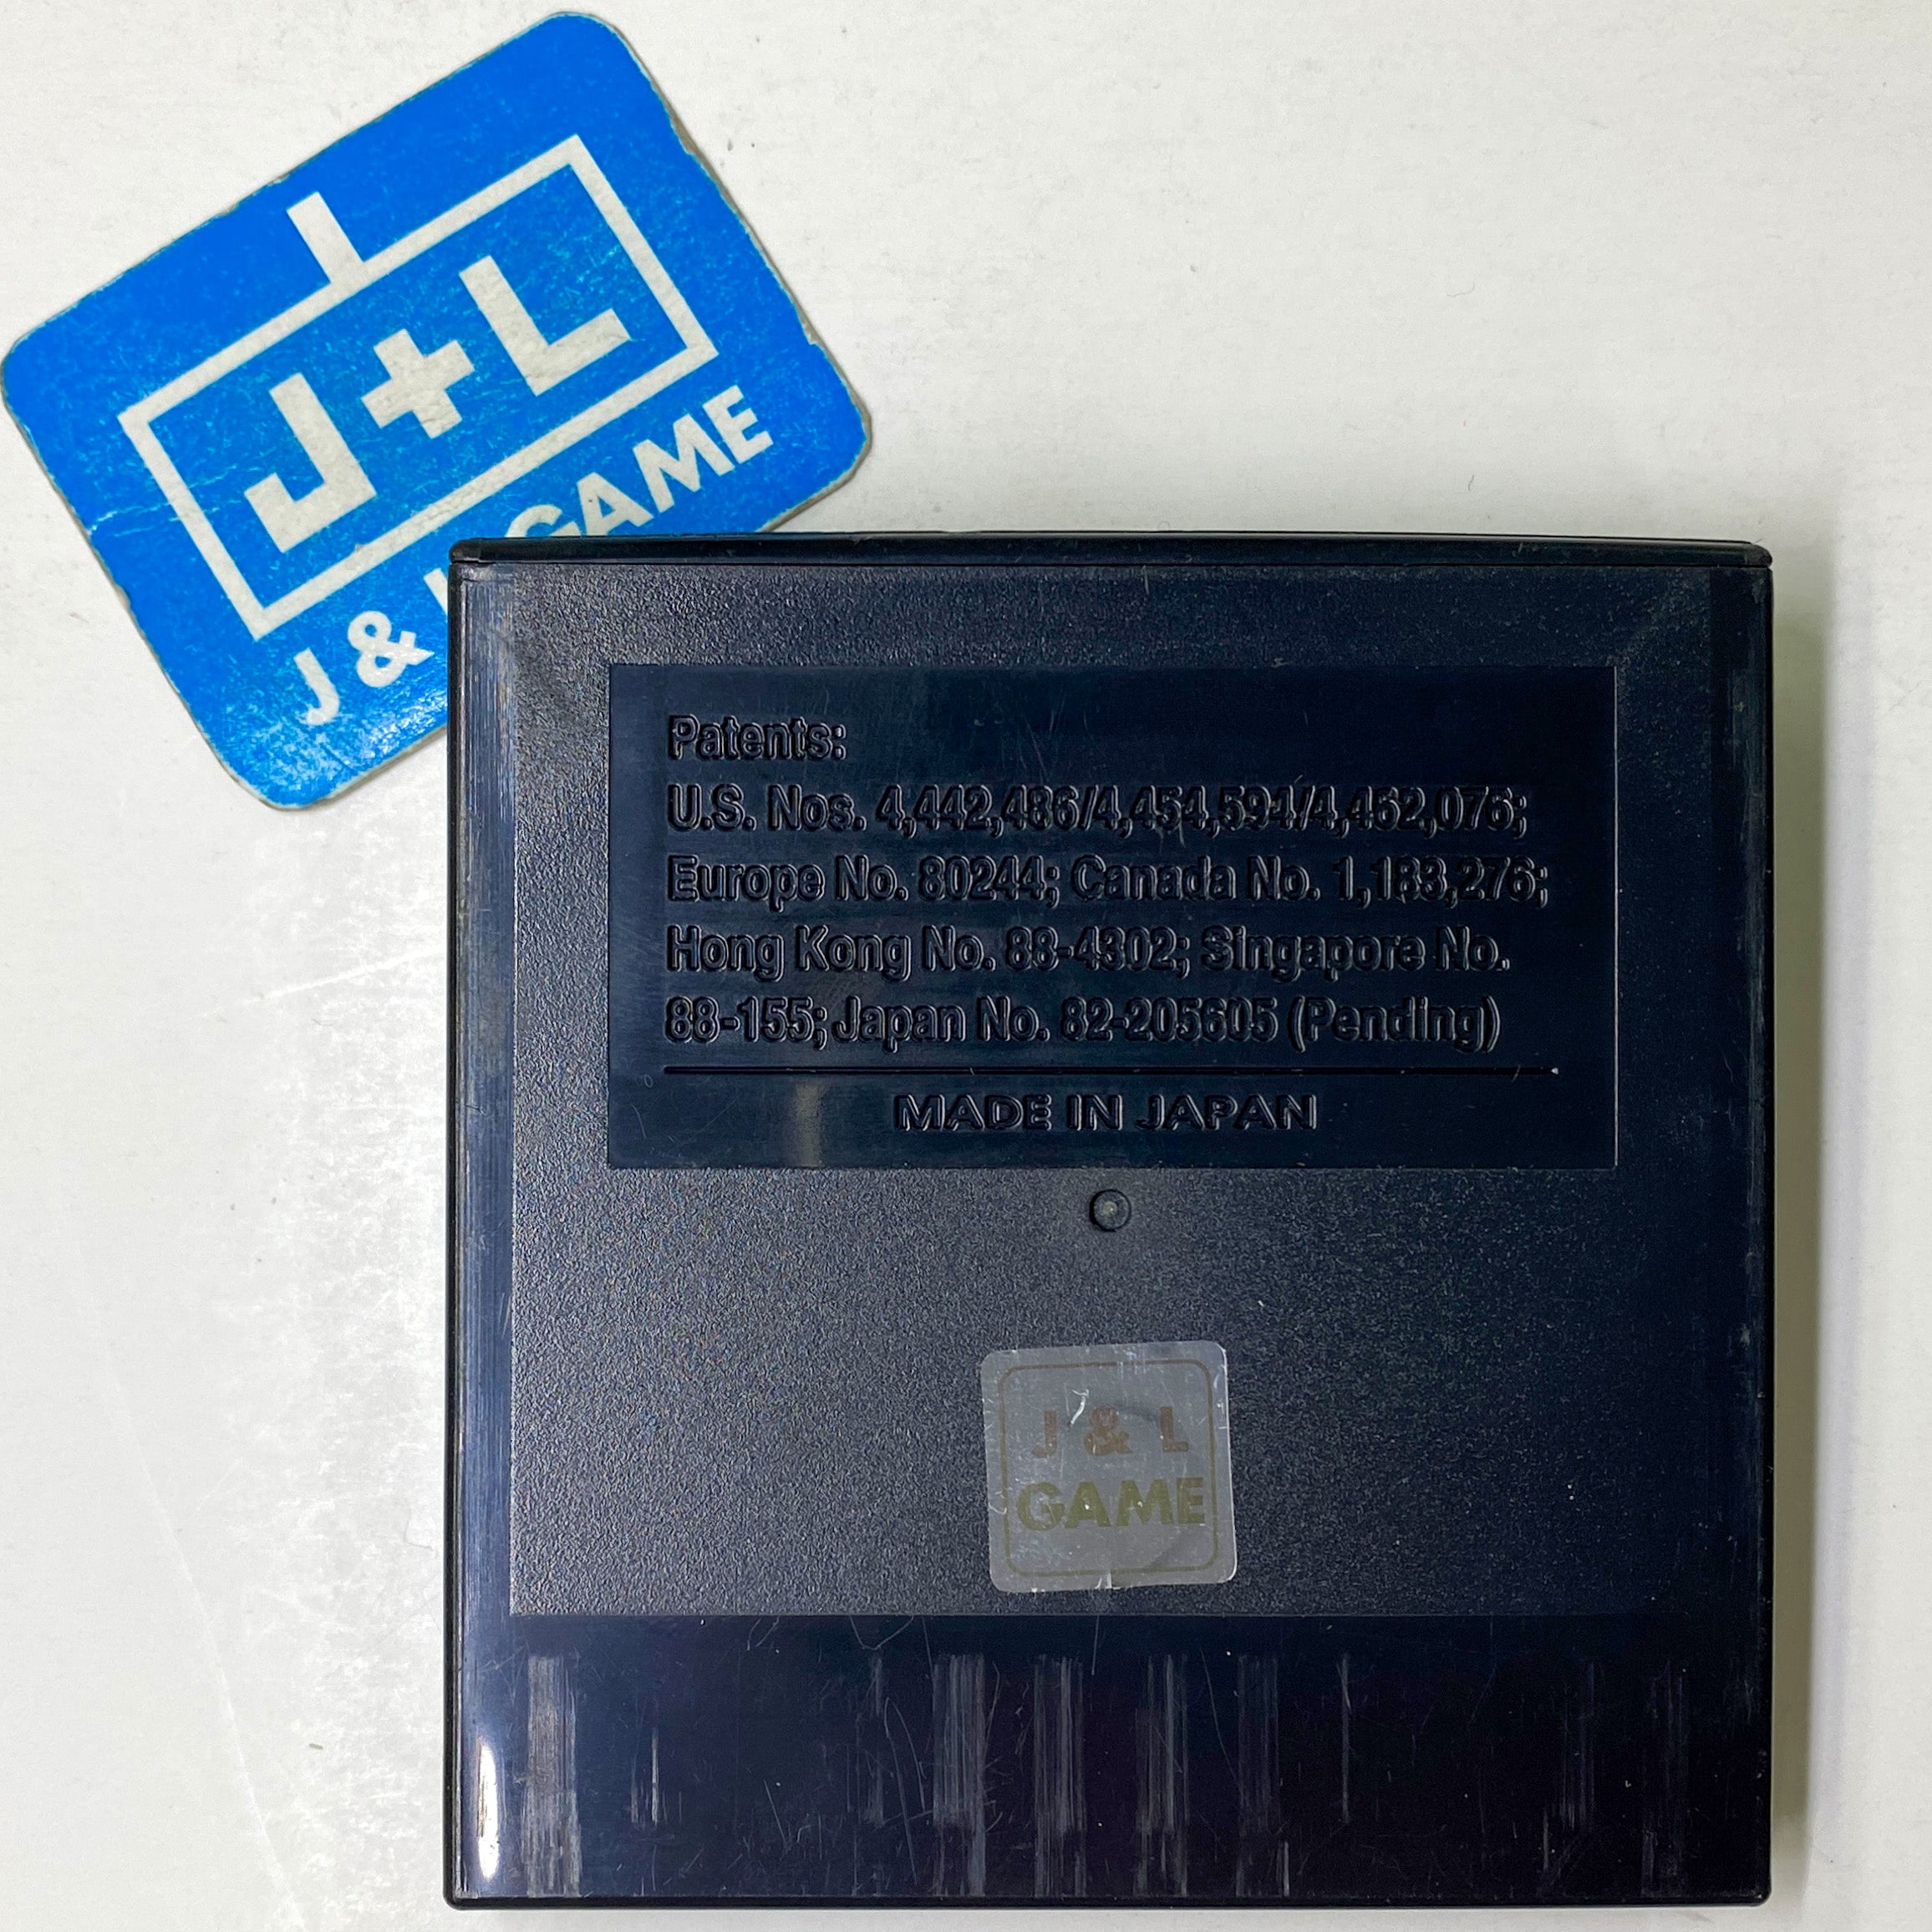 J+L
J & L GAME
Patents:
U.S. Nos. 4,442,486/4,454,594/4,462,076;
Europe No. 80244; Canada No. 1,183,276;
Hong Kong No. 88-4302; Singapore No.
88-155; Japan No. 82-205605 (Pending)
MADE IN JAPAN
J & L
GAME